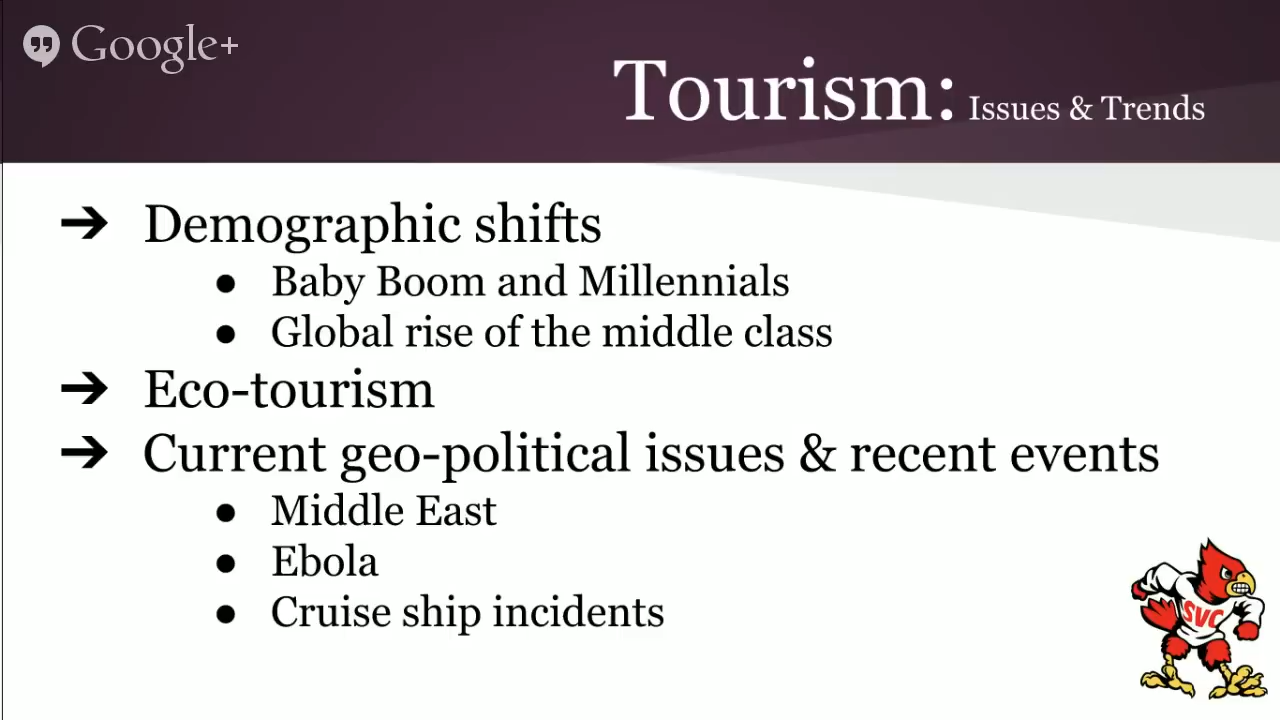 Google+
Tourism: Issues & Trends
➔ Demographic shifts
● Baby Boom and Millennials
● Global rise of the middle class
➔ Eco-tourism
➔ Current geo-political issues & recent events
● Middle East
● Ebola
● Cruise ship incidents
SVC